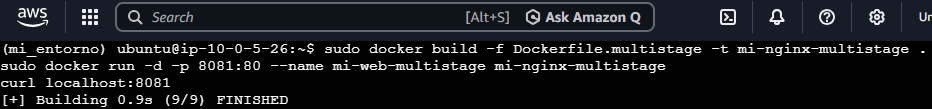 aws
Search [Alt+S] Ask Amazon Q
(mi_entorno) ubuntu@ip-10-0-5-26:~$ sudo docker build -f Dockerfile.multistage -t mi-nginx-multistage .
sudo docker run -d -p 8081:80 --name mi-web-multistage mi-nginx-multistage
curl localhost:8081
[+] Building 0.9s (9/9) FINISHED